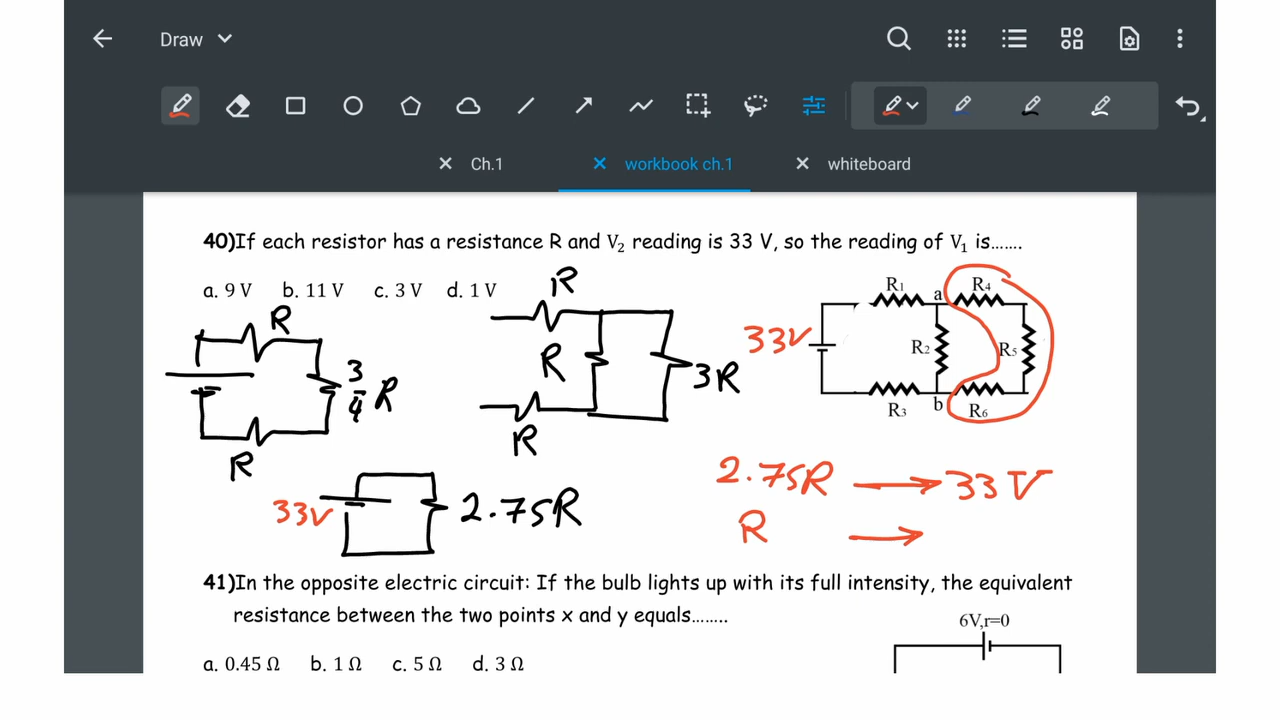 Draw
Ch.1
workbook ch.1
whiteboard
40)If each resistor has a resistance R and V₂ reading is 33 V, so the reading of V₁ is.......
a. 9 V b. 11 V c. 3 V d. 1 V
R
R
3/4 R
R
R
R
3R
R
33V
R₁
a
R₄
R₂
R₅
R₃
b
R₆
33V
2.75R
2.75R → 33 V
R →
41)In the opposite electric circuit: If the bulb lights up with its full intensity, the equivalent
resistance between the two points x and y equals........
6V,r=0
a. 0.45 Ω b. 1 Ω c. 5 Ω d. 3 Ω